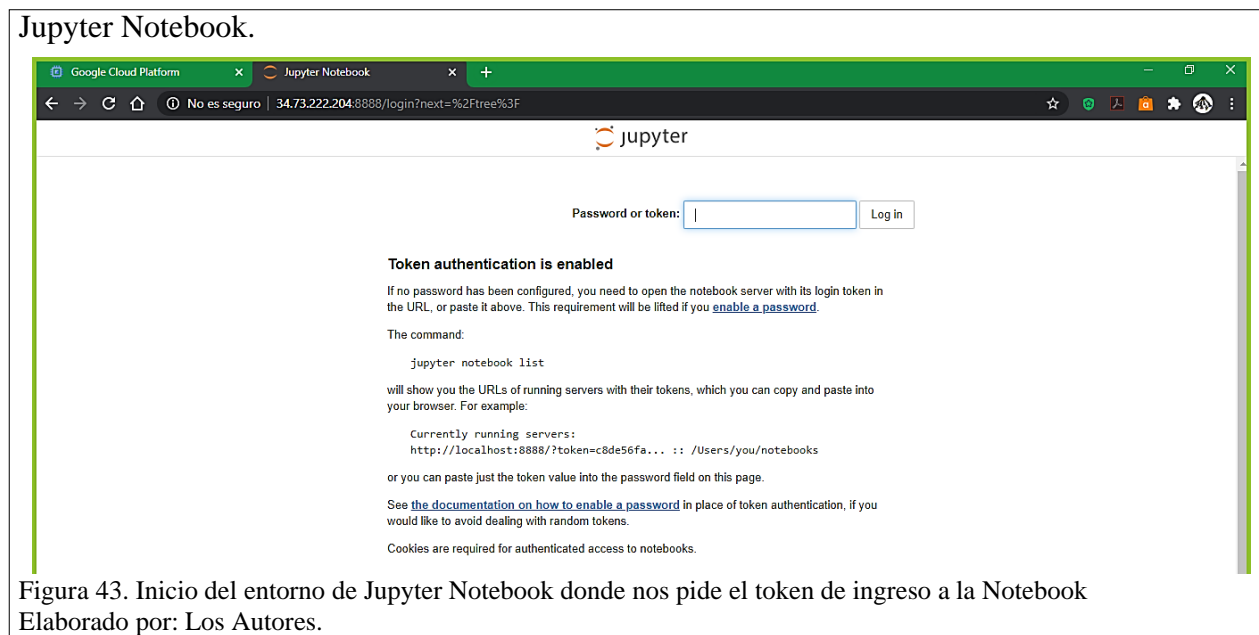 Jupyter Notebook.
Google Cloud Platform
Jupyter Notebook
No es seguro | 34.73.222.204:8888/login?next=%2Ftree%3F
jupyter
Password or token:
Log in
Token authentication is enabled
If no password has been configured, you need to open the notebook server with its login token in
the URL, or paste it above. This requirement will be lifted if you enable a password.
The command:
jupyter notebook list
will show you the URLs of running servers with their tokens, which you can copy and paste into
your browser. For example:
Currently running servers:
http://localhost:8888/?token=c8de56fa... :: /Users/you/notebooks
or you can paste just the token value into the password field on this page.
See the documentation on how to enable a password in place of token authentication, if you
would like to avoid dealing with random tokens.
Cookies are required for authenticated access to notebooks.
Figura 43. Inicio del entorno de Jupyter Notebook donde nos pide el token de ingreso a la Notebook
Elaborado por: Los Autores.